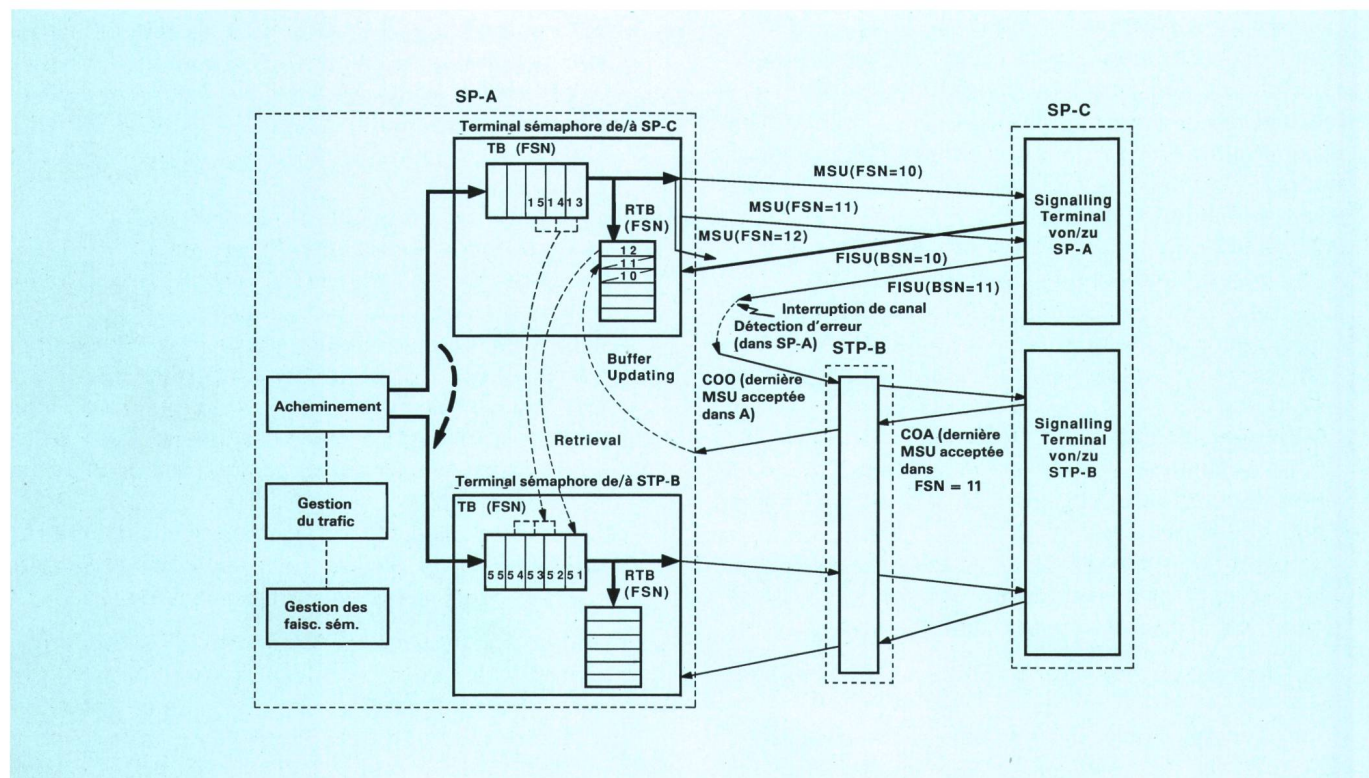 SP-A
Terminal sémaphore de/à SP-C
TB (FSN)
15 14 13
RTB
(FSN)
12
11
10
MSU(FSN=10)
MSU(FSN=11)
MSU(FSN=12)
FISU(BSN=10)
FISU(BSN=11)
Interruption de canal
Détection d'erreur
(dans SP-A)
SP-C
Signalling
Terminal
von/zu
SP-A
STP-B
Buffer
Updating
COO (dernière
MSU acceptée
dans A)
COA (dernière
MSU acceptée
dans
FSN = 11
Signalling
Terminal
von/zu
STP-B
Acheminement
Retrieval
Gestion
du trafic
Gestion des
faisc. sém.
Terminal sémaphore de/à STP-B
TB (FSN)
55 54 53 52 51
RTB
(FSN)